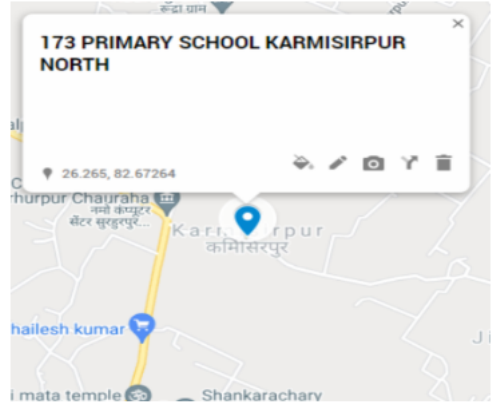 रूद्रा ग्राम
173 PRIMARY SCHOOL KARMISIRPUR
NORTH
26.265, 82.67264
rhurpur Chauraha
नमो कंप्यूटर
सेंटर सुरहुरपुर...
कर्मिसिरपुर
hailesh kumar
Ji
i mata temple
Shankarachary